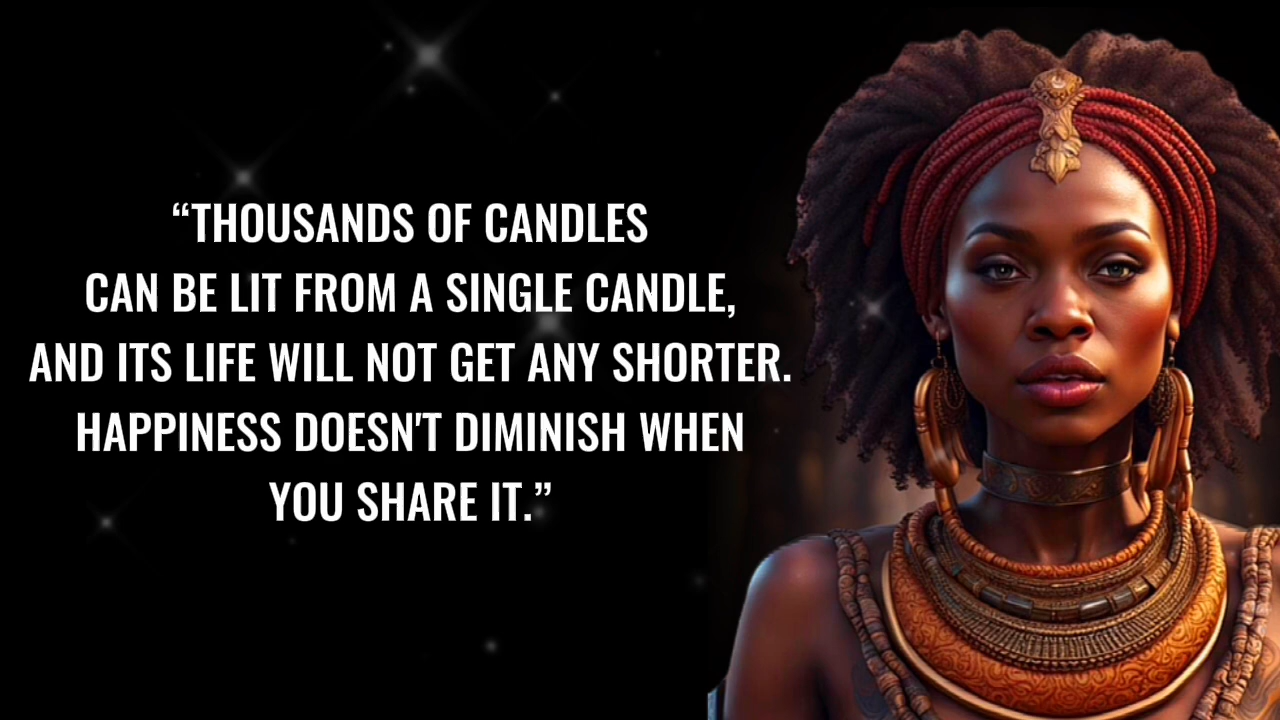 “THOUSANDS OF CANDLES
CAN BE LIT FROM A SINGLE CANDLE,
AND ITS LIFE WILL NOT GET ANY SHORTER.
HAPPINESS DOESN'T DIMINISH WHEN
YOU SHARE IT.”